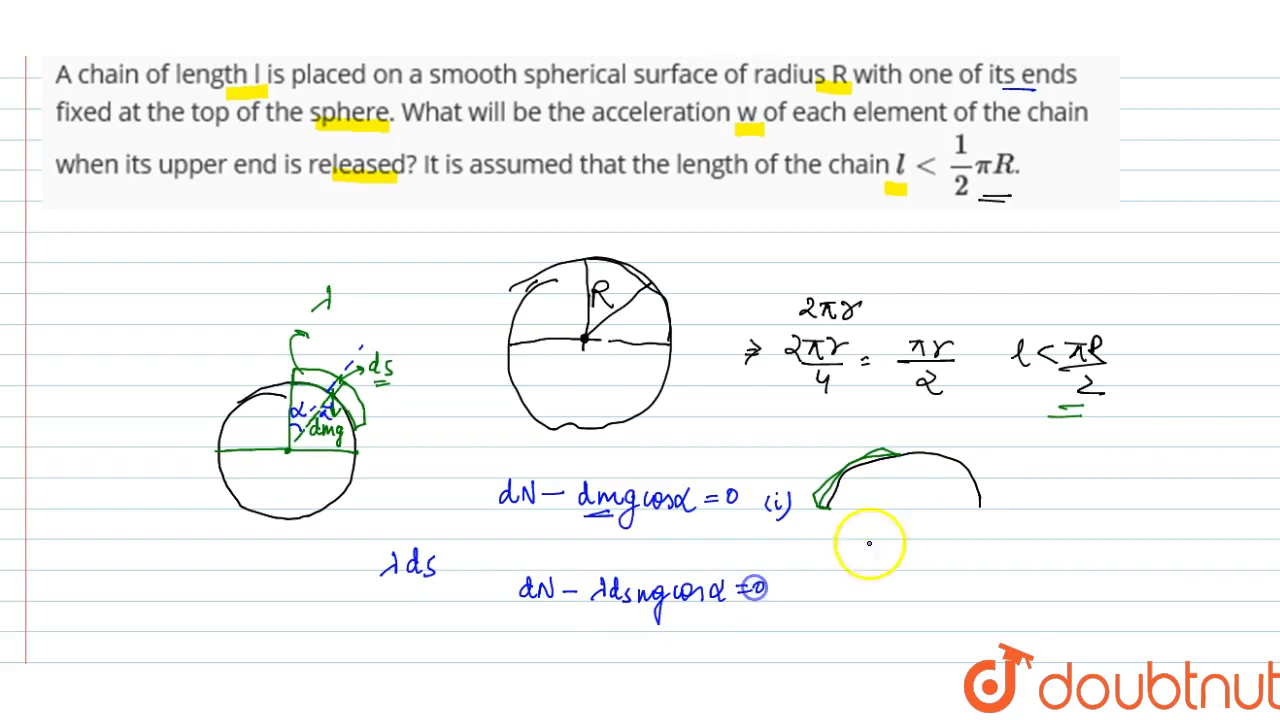 A chain of length l is placed on a smooth spherical surface of radius R with one of its ends
fixed at the top of the sphere. What will be the acceleration w of each element of the chain
when its upper end is released? It is assumed that the length of the chain l < 1/2 πR.
λ
R
2πr
⇒ 2πr/4 = πr/2
l < πR/2
ds
α
dmg
dN − dmg cosα = 0 (i)
λds
dN − λds g cosα = 0
doubtnut